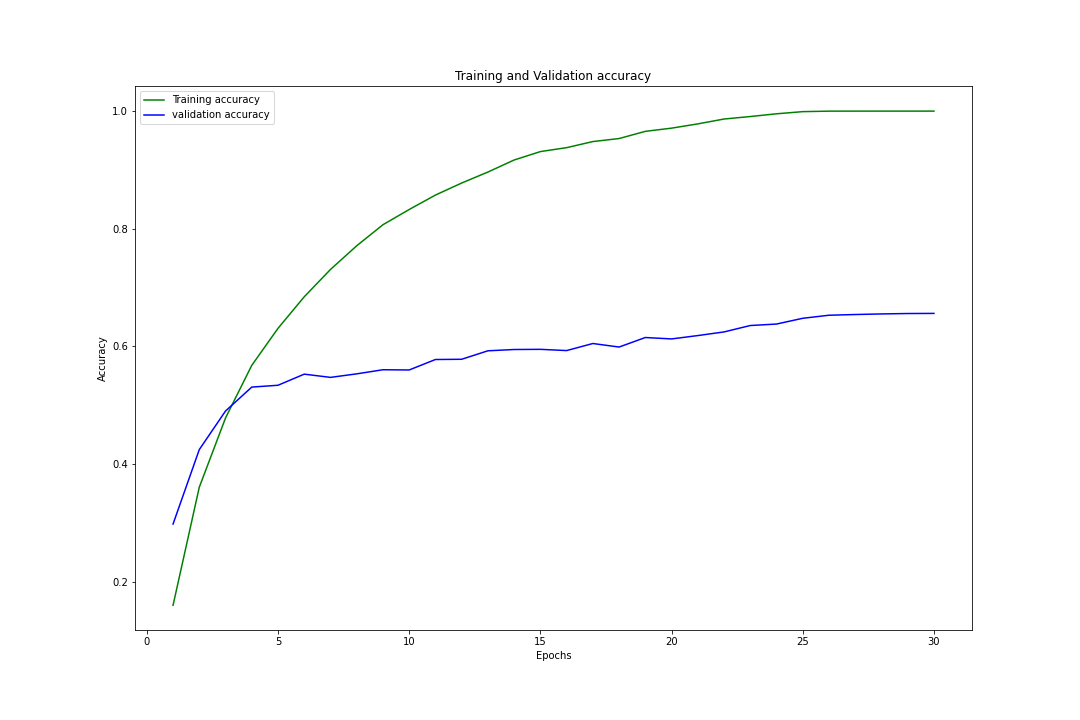 Training and Validation accuracy
Training accuracy
validation accuracy
1.0
0.8
0.6
0.4
0.2
Accuracy
0 5 10 15 20 25 30
Epochs